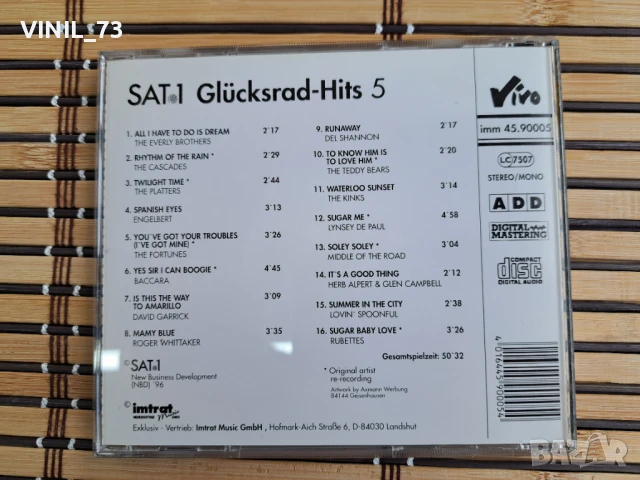 VINIL_73
SAT.1 Glücksrad-Hits 5
1. ALL I HAVE TO DO IS DREAM 2'17
THE EVERLY BROTHERS
2. RHYTHM OF THE RAIN * 2'29
THE CASCADES
3. TWILIGHT TIME * 2'44
THE PLATTERS
4. SPANISH EYES 3'13
ENGELBERT
5. YOU'VE GOT YOUR TROUBLES 3'26
(I'VE GOT MINE) *
THE FORTUNES
6. YES SIR I CAN BOOGIE * 4'45
BACCARA
7. IS THIS THE WAY 3'09
TO AMARILLO
DAVID GARRICK
8. MAMY BLUE 3'35
ROGER WHITTAKER
© SAT.1
New Business Development
(NBD) '96
© imtrat
Exklusiv - Vertrieb: Imtrat Music GmbH , Hofmark-Aich Straße 6, D-84030 Landshut
9. RUNAWAY 2'17
DEL SHANNON
10. TO KNOW HIM IS 2'20
TO LOVE HIM *
THE TEDDY BEARS
11. WATERLOO SUNSET 3'14
THE KINKS
12. SUGAR ME * 4'58
LYNSEY DE PAUL
13. SOLEY SOLEY * 3'04
MIDDLE OF THE ROAD
14. IT'S A GOOD THING 2'12
HERB ALPERT & GLEN CAMPBELL
15. SUMMER IN THE CITY 2'38
LOVIN' SPOONFUL
16. SUGAR BABY LOVE * 3'26
RUBETTES
Gesamtspielzeit: 50'32
* Original artist
re-recording
Artwork by Axmann Werbung
84144 Geisenhausen
Vivo
imm 45.90005
LC 7507
STEREO/MONO
ADD
DIGITAL
MASTERING
COMPACT
disc
DIGITAL AUDIO
4 016445 900054
BAZAR.BG